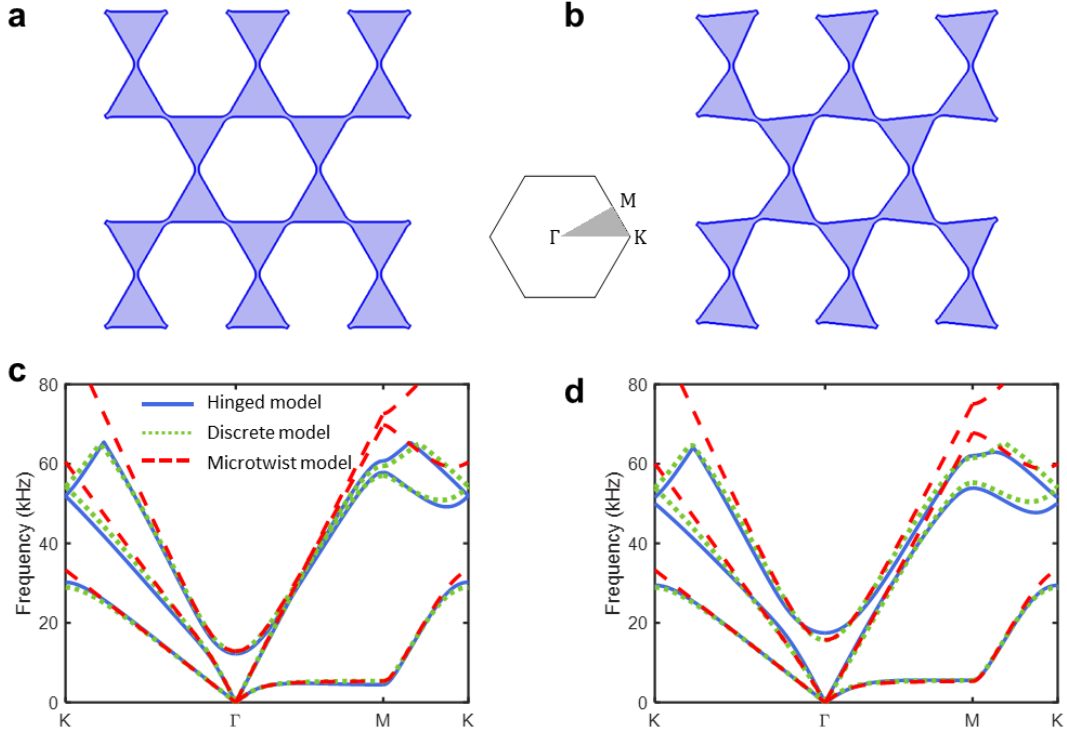 a
b
M
Γ
K
c
d
80
60
40
20
0
Frequency (kHz)
Hinged model
Discrete model
Microtwist model
K
Γ
M
K
80
60
40
20
0
Frequency (kHz)
K
Γ
M
K